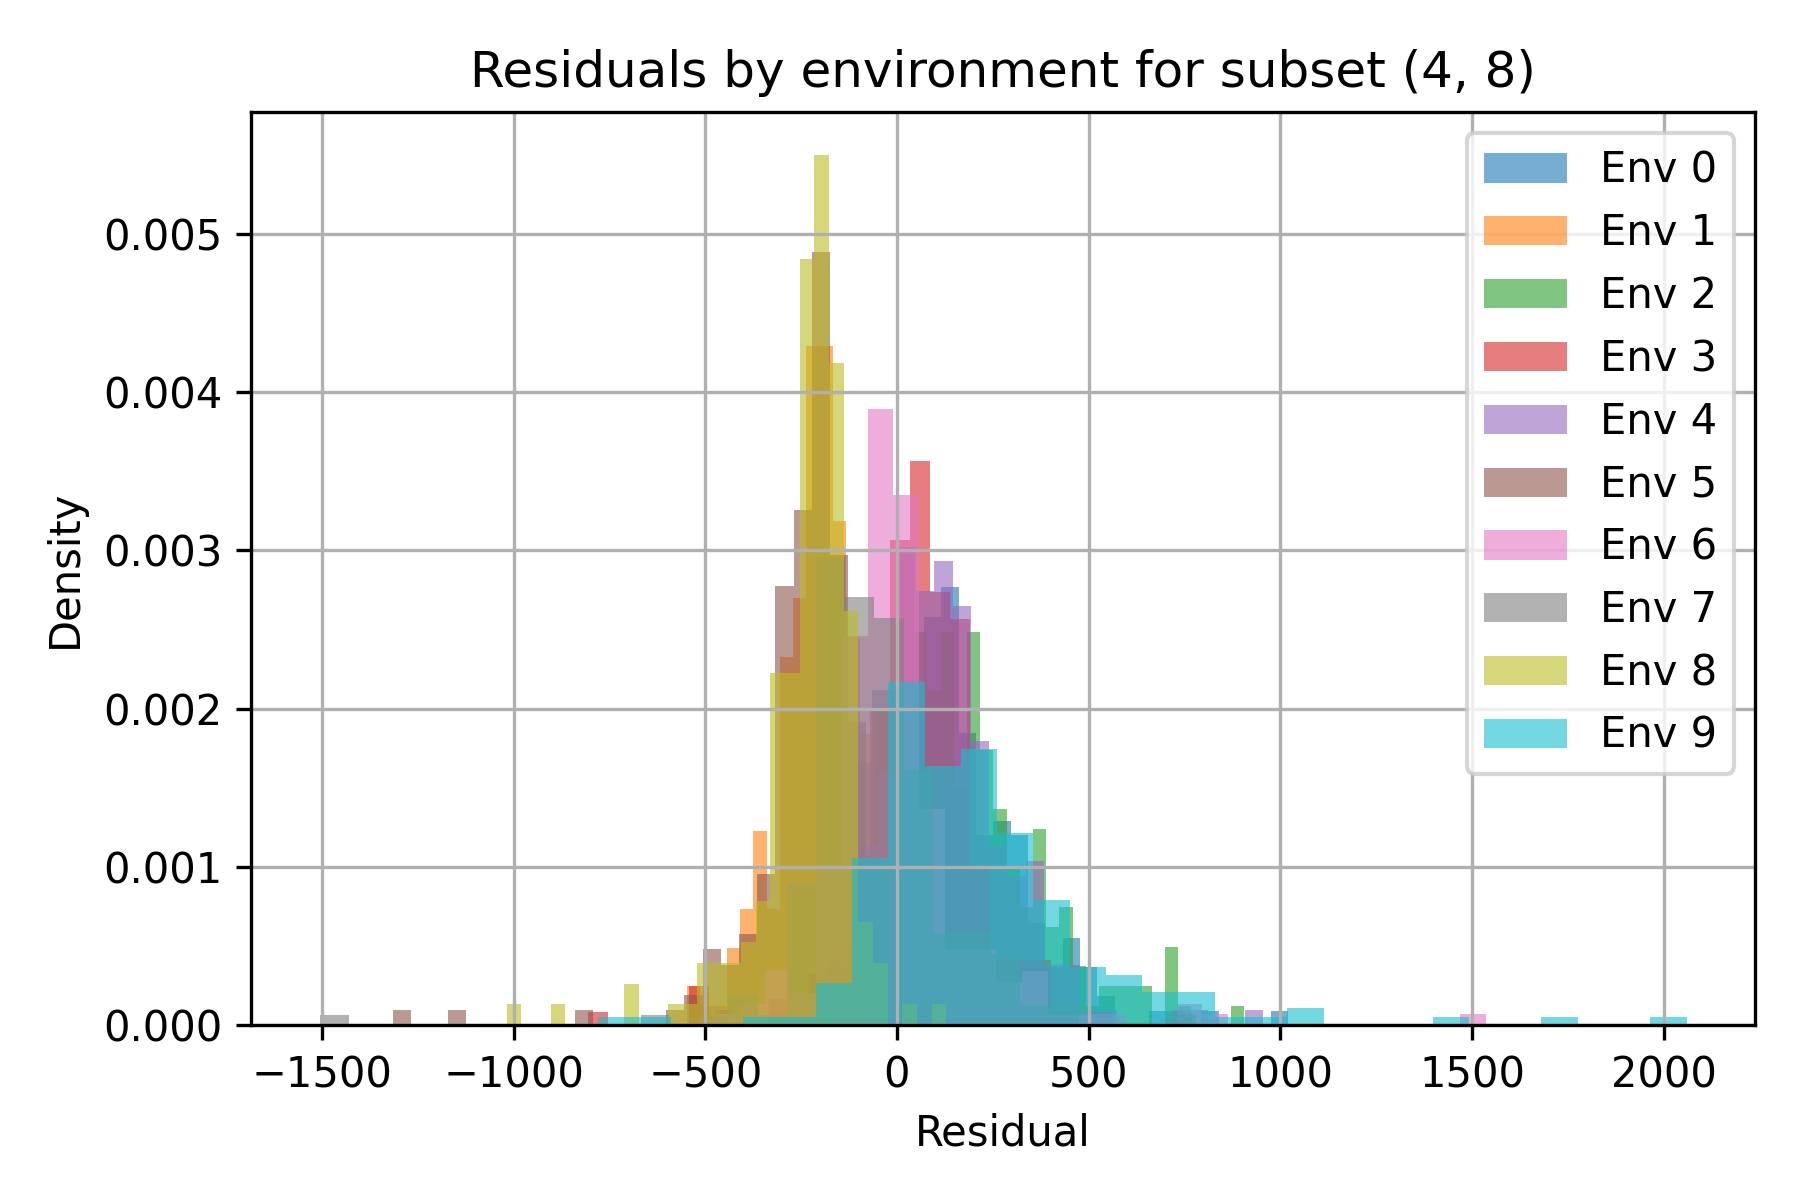 Residuals by environment for subset (4, 8)
Density
0.005
0.004
0.003
0.002
0.001
0.000
−1500
−1000
−500
0
500
1000
1500
2000
Residual
Env 0
Env 1
Env 2
Env 3
Env 4
Env 5
Env 6
Env 7
Env 8
Env 9